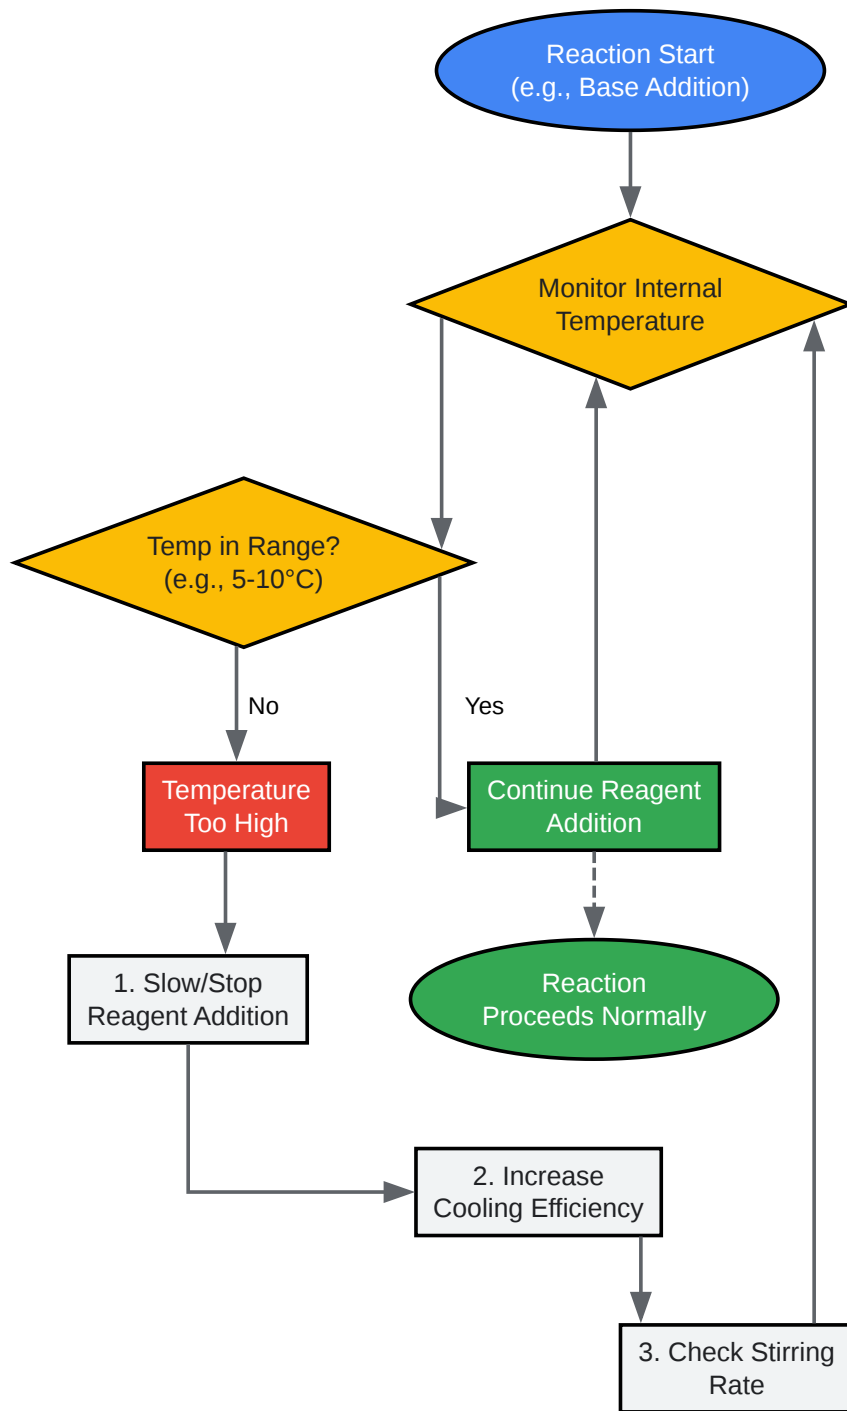 Reaction Start
(e.g., Base Addition)
Monitor Internal
Temperature
Temp in Range?
(e.g., 5-10°C)
No
Yes
Temperature
Too High
Continue Reagent
Addition
1. Slow/Stop
Reagent Addition
Reaction
Proceeds Normally
2. Increase
Cooling Efficiency
3. Check Stirring
Rate